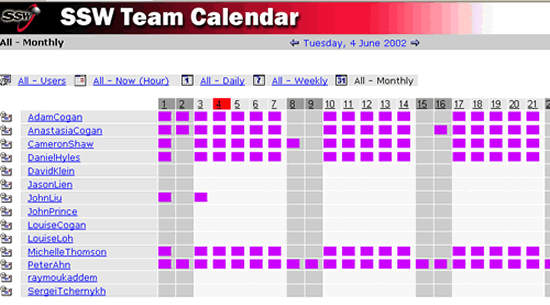 SSW SSW Team Calendar
All - Monthly Tuesday, 4 June 2002
All - Users All - Now (Hour) 1 All - Daily 7 All - Weekly 31 All - Monthly
1 2 3 4 5 6 7 8 9 10 11 12 13 14 15 16 17 18 19 20 21
AdamCogan
AnastasiaCogan
CameronShaw
DanielHyles
DavidKlein
JasonLien
JohnLiu
JohnPrince
LouiseCogan
LouiseLoh
MichelleThomson
PeterAhn
raymoukaddem
SergeiTchernykh